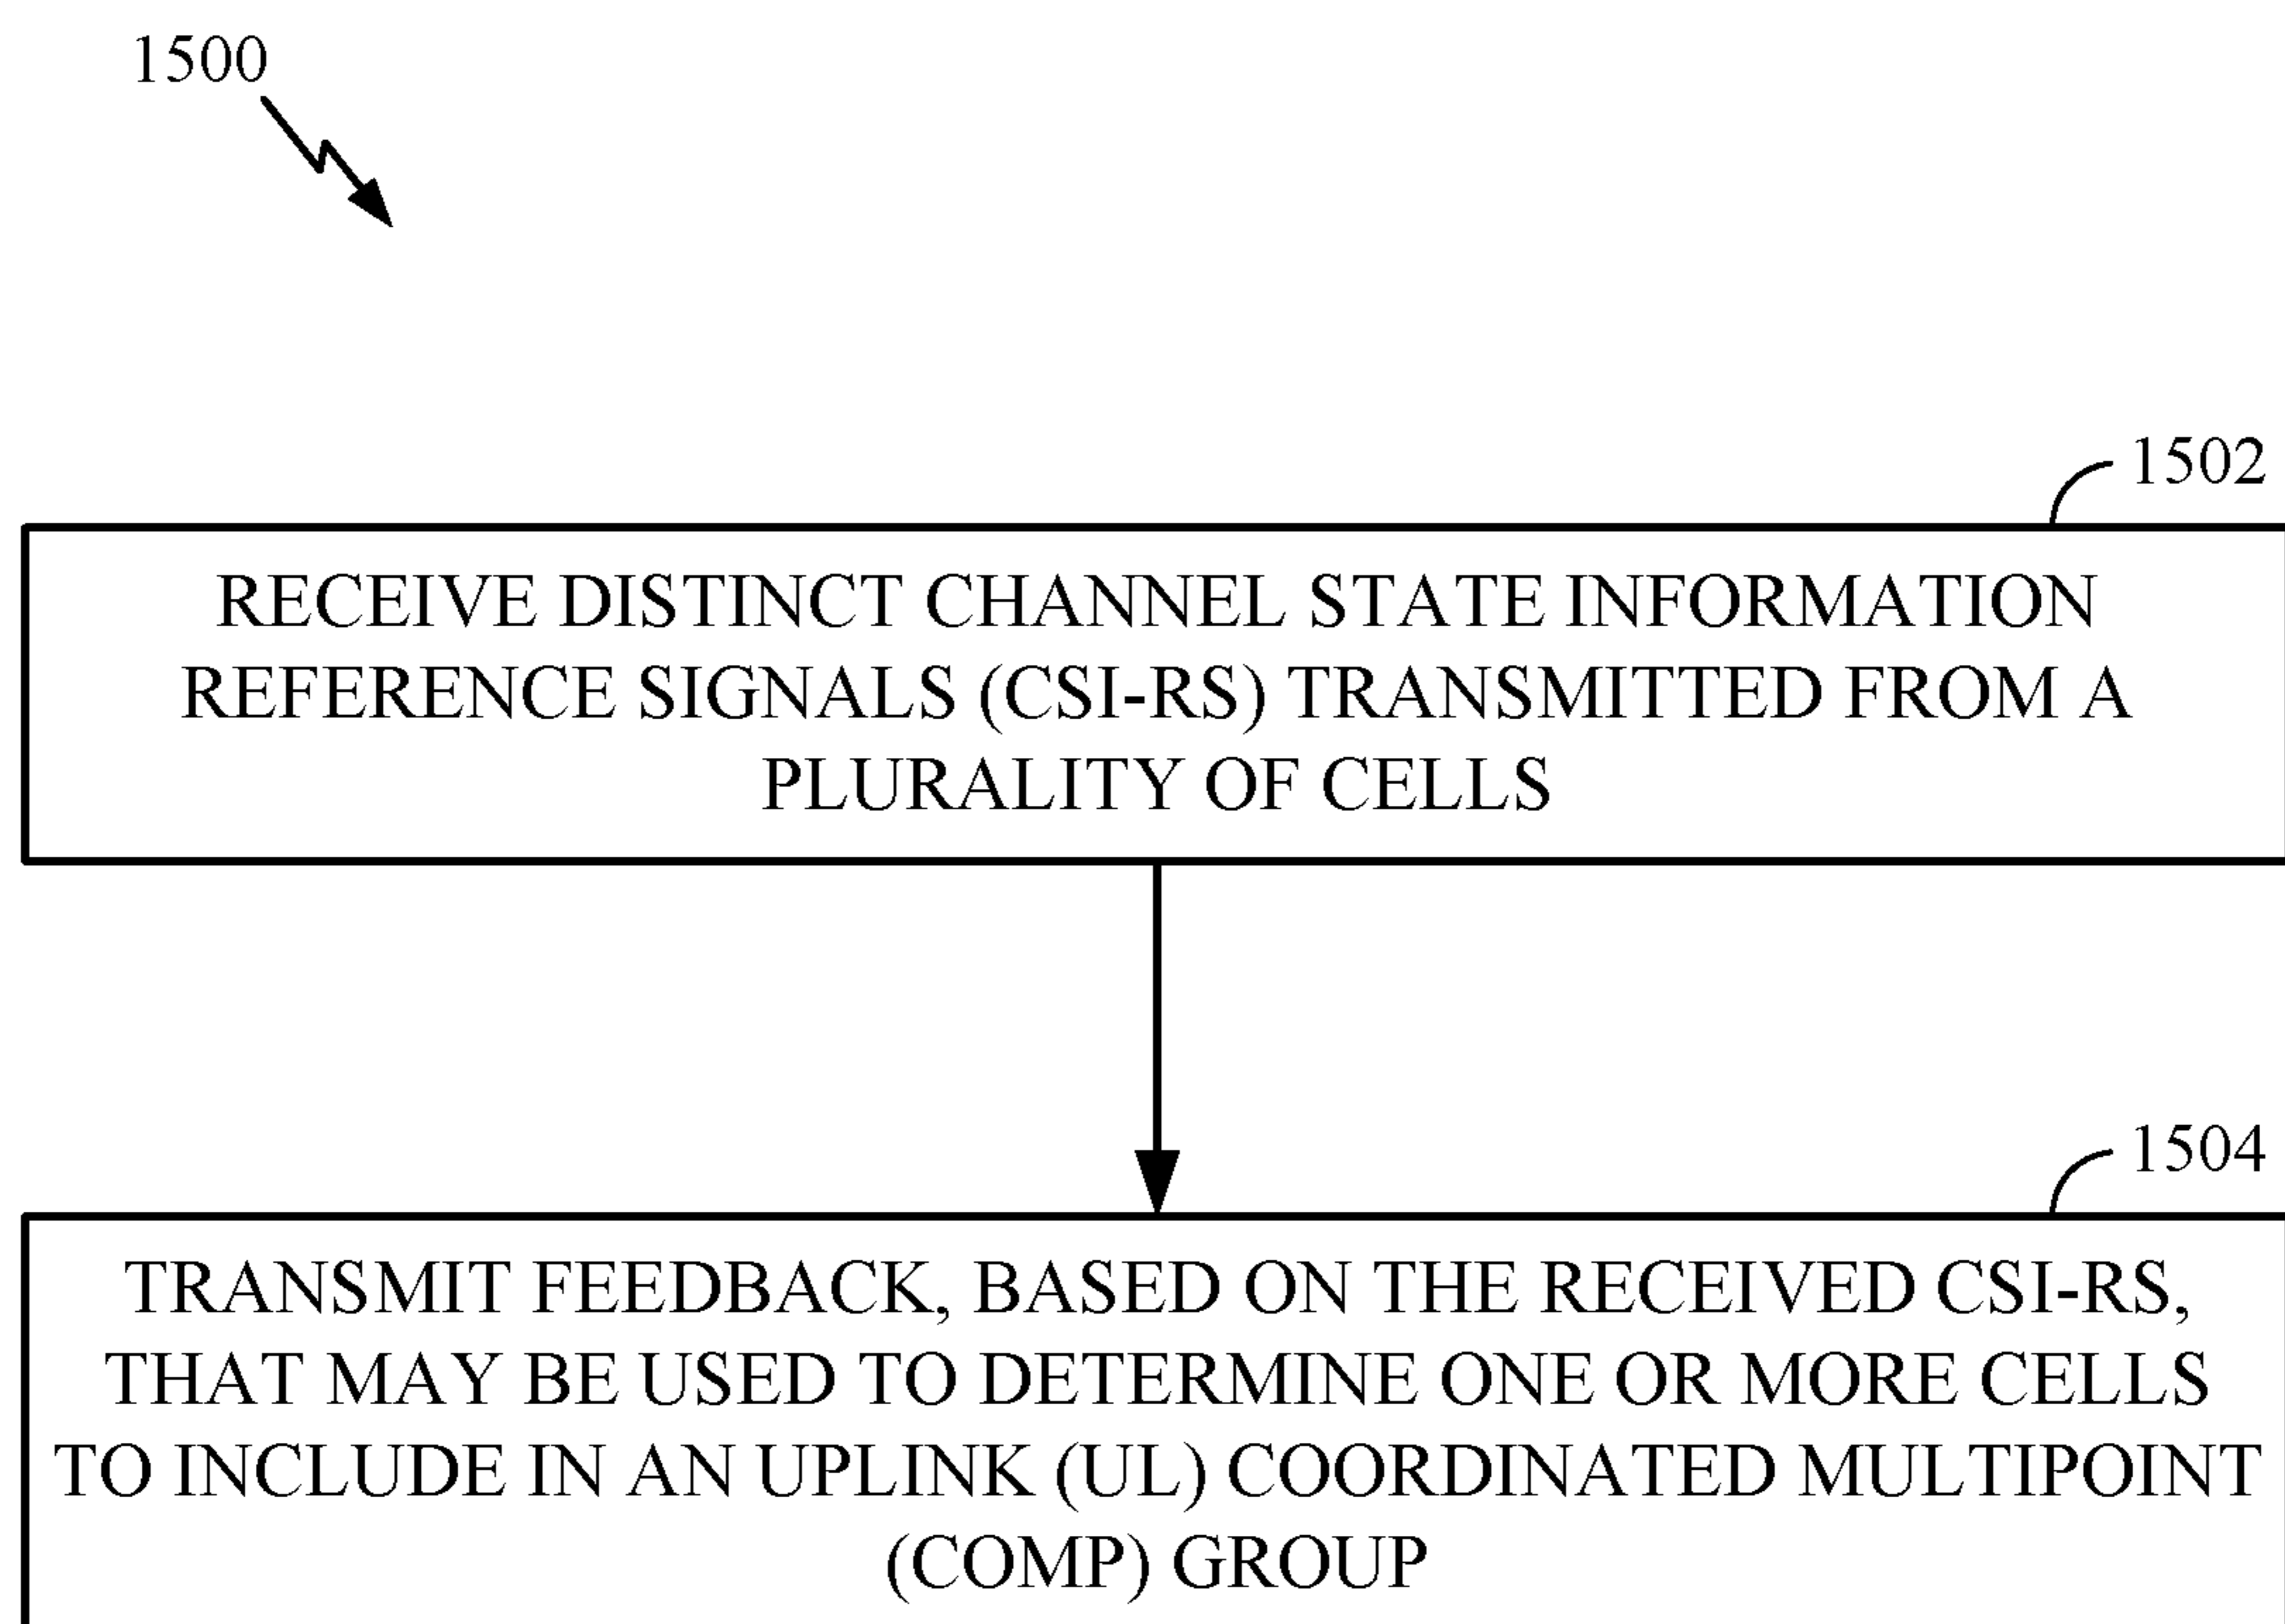 1500
1502
RECEIVE DISTINCT CHANNEL STATE INFORMATION
REFERENCE SIGNALS (CSI-RS) TRANSMITTED FROM A
PLURALITY OF CELLS
1504
TRANSMIT FEEDBACK, BASED ON THE RECEIVED CSI-RS,
THAT MAY BE USED TO DETERMINE ONE OR MORE CELLS
TO INCLUDE IN AN UPLINK (UL) COORDINATED MULTIPOINT
(COMP) GROUP